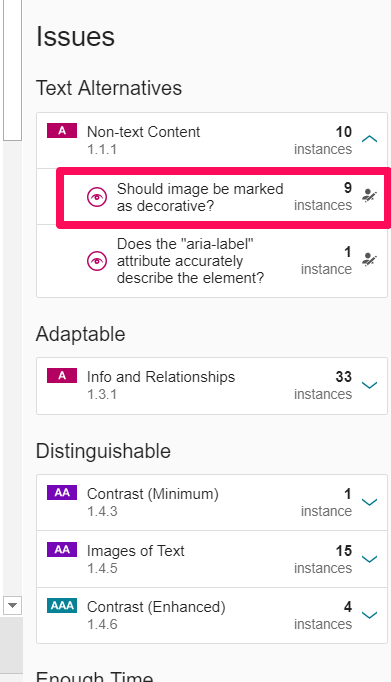 Issues
Text Alternatives
A Non-text Content 10
1.1.1 instances
Should image be marked 9
as decorative? instances
Does the "aria-label" 1
attribute accurately instance
describe the element?
Adaptable
A Info and Relationships 33
1.3.1 instances
Distinguishable
AA Contrast (Minimum) 1
1.4.3 instance
AA Images of Text 15
1.4.5 instances
AAA Contrast (Enhanced) 4
1.4.6 instances
Enough Time